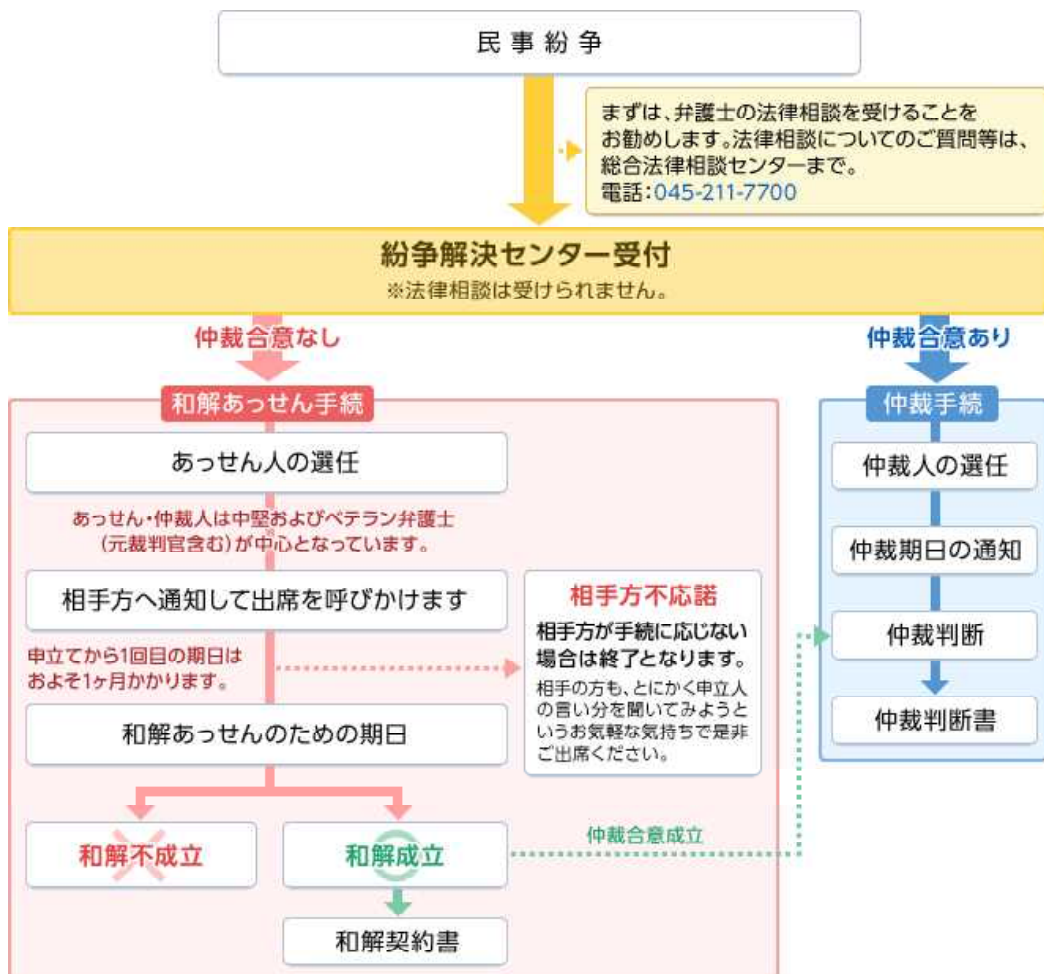 民事紛争
まずは、弁護士の法律相談を受けることを
お勧めします。法律相談についてのご質問等は、
総合法律相談センターまで。
電話：045-211-7700
紛争解決センター受付
※法律相談は受けられません。
仲裁合意なし
仲裁合意あり
和解あっせん手続
あっせん人の選任
あっせん・仲裁人は中堅およびベテラン弁護士
（元裁判官含む）が中心となっています。
相手方へ通知して出席を呼びかけます
申立てから1回目の期日は
およそ1ヶ月かかります。
相手方不応諾
相手方が手続に応じない
場合は終了となります。
相手の方も、とにかく申立人
の言い分を聞いてみようと
いうお気軽な気持ちで是非
ご出席ください。
和解あっせんのための期日
和解不成立
和解成立
仲裁合意成立
和解契約書
仲裁手続
仲裁人の選任
仲裁期日の通知
仲裁判断
仲裁判断書